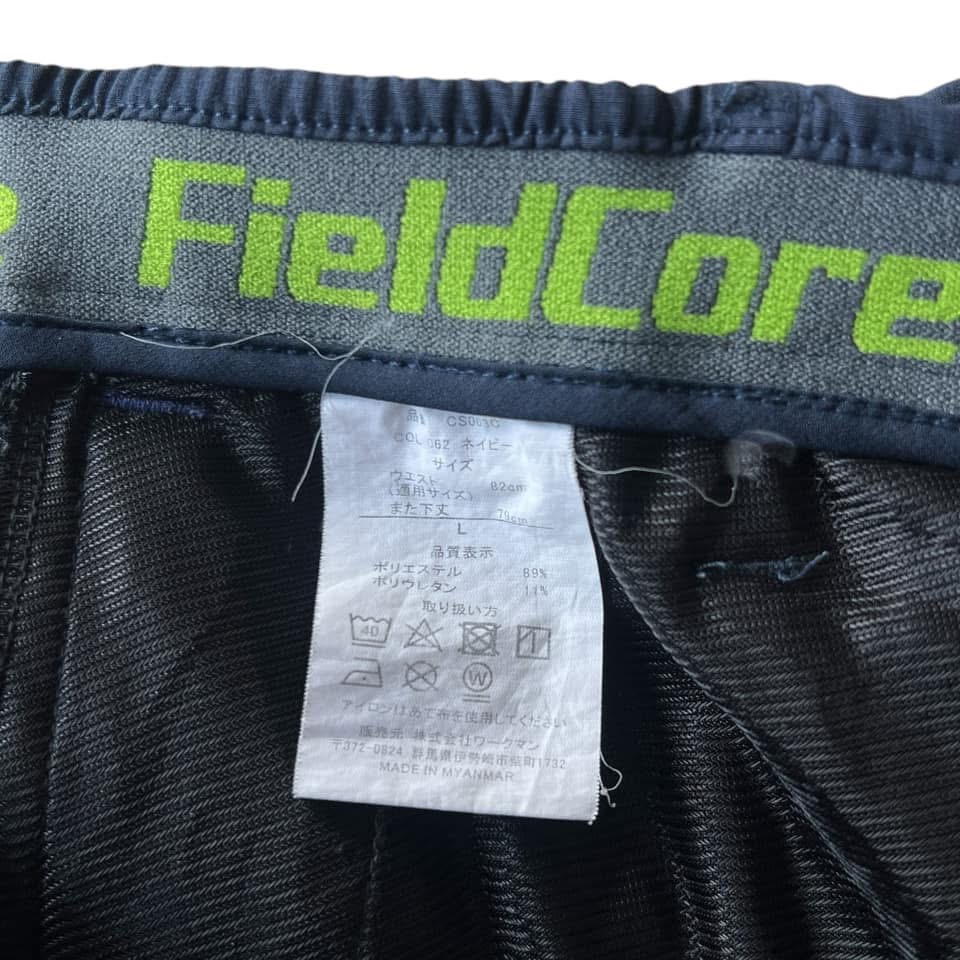 FieldCore
品番 CS003G
COL 062 ネイビー
サイズ
ウエスト 82cm
(適用サイズ)
また下丈 79cm
L
品質表示
ポリエステル 89%
ポリウレタン 11%
取り扱い方
40
W
アイロンはあて布を使用してください
販売元 株式会社ワークマン
〒372-0824 群馬県伊勢崎市柴町1732
MADE IN MYANMAR